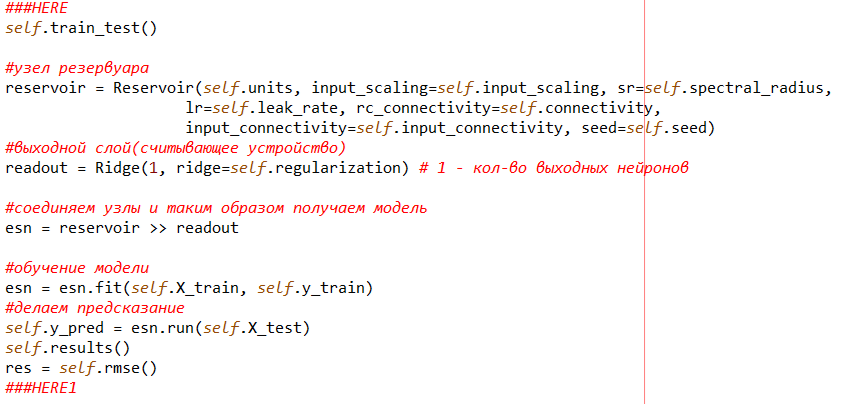 ###HERE
self.train_test()
#узел резервуара
reservoir = Reservoir(self.units, input_scaling=self.input_scaling, sr=self.spectral_radius,
lr=self.leak_rate, rc_connectivity=self.connectivity,
input_connectivity=self.input_connectivity, seed=self.seed)
#выходной слой(считывающее устройство)
readout = Ridge(1, ridge=self.regularization) # 1 - кол-во выходных нейронов
#соединяем узлы и таким образом получаем модель
esn = reservoir >> readout
#обучение модели
esn = esn.fit(self.X_train, self.y_train)
#делаем предсказание
self.y_pred = esn.run(self.X_test)
self.results()
res = self.rmse()
###HERE1